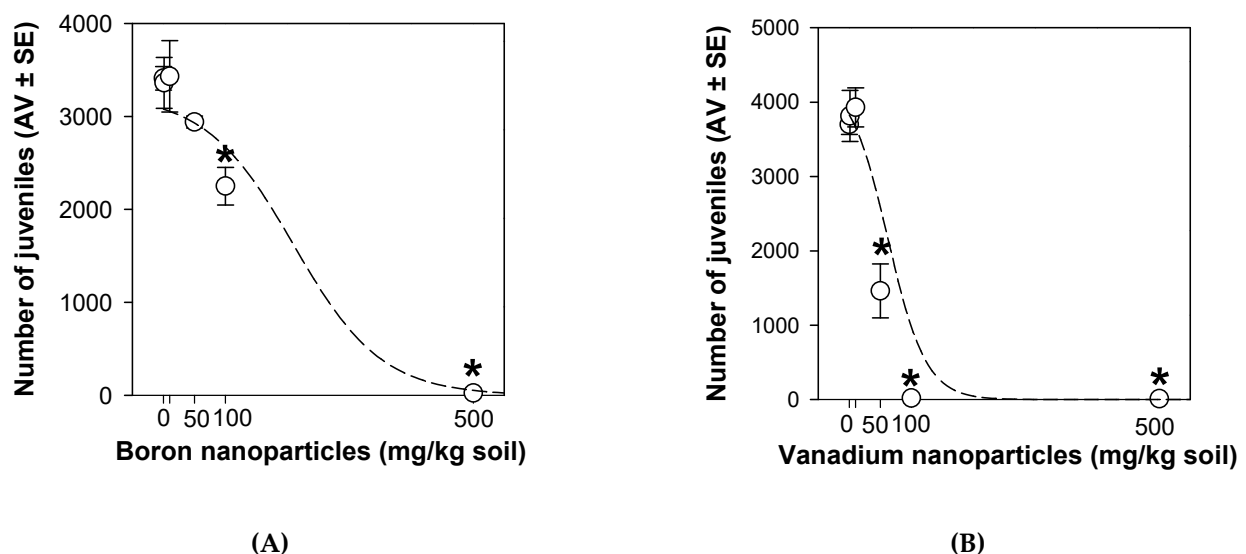 4000
3000
2000
1000
0
Number of juveniles (AV ± SE)
*
*
0 50 100 500
Boron nanoparticles (mg/kg soil)
(A)
5000
4000
3000
2000
1000
0
Number of juveniles (AV ± SE)
*
*
*
0 50 100 500
Vanadium nanoparticles (mg/kg soil)
(B)